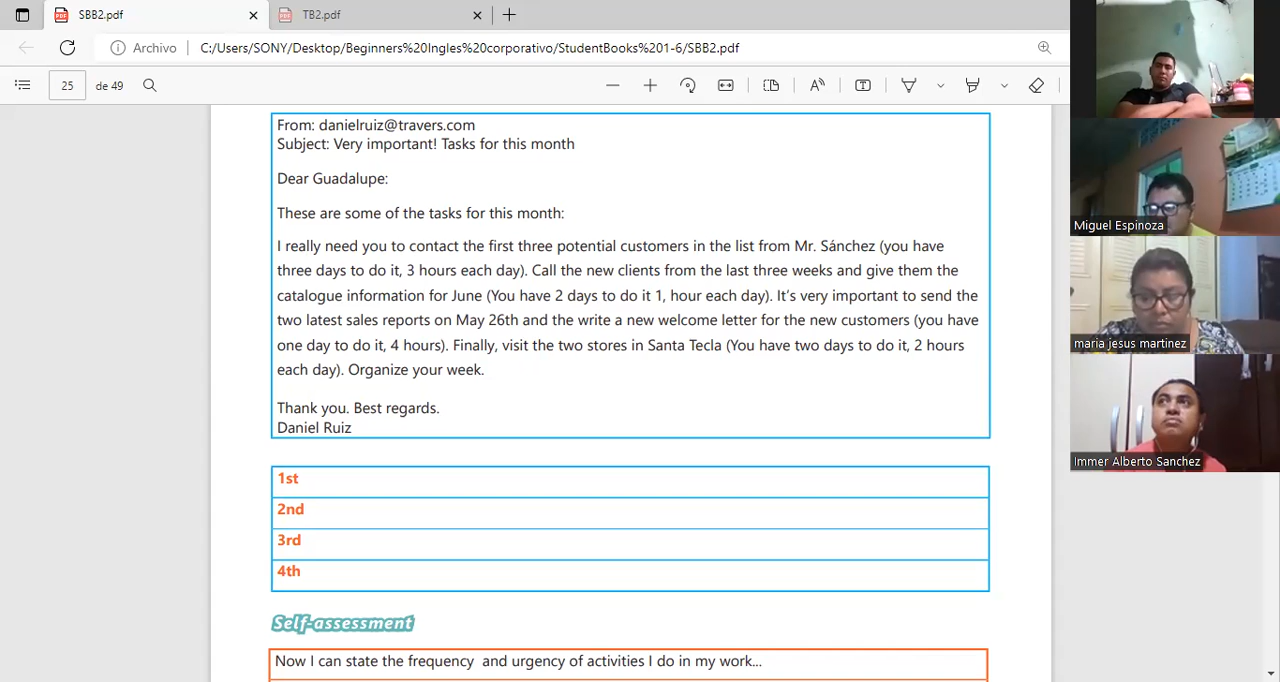 SBB2.pdf
TB2.pdf
Archivo
C:/Users/SONY/Desktop/Beginners%20Ingles%20corporativo/StudentBooks%201-6/SBB2.pdf
25 de 49
From: danielruiz@travers.com
Subject: Very important! Tasks for this month
Dear Guadalupe:
These are some of the tasks for this month:
I really need you to contact the first three potential customers in the list from Mr. Sánchez (you have
three days to do it, 3 hours each day). Call the new clients from the last three weeks and give them the
catalogue information for June (You have 2 days to do it 1, hour each day). It's very important to send the
two latest sales reports on May 26th and the write a new welcome letter for the new customers (you have
one day to do it, 4 hours). Finally, visit the two stores in Santa Tecla (You have two days to do it, 2 hours
each day). Organize your week.
Thank you. Best regards.
Daniel Ruiz
1st
2nd
3rd
4th
Self-assessment
Now I can state the frequency and urgency of activities I do in my work...
Miguel Espinoza
maria jesus martinez
Immer Alberto Sanchez